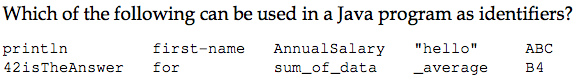 Which of the following can be used in a Java program as identifiers?
println first-name AnnualSalary "hello" ABC
42isTheAnswer for sum_of_data _average B4